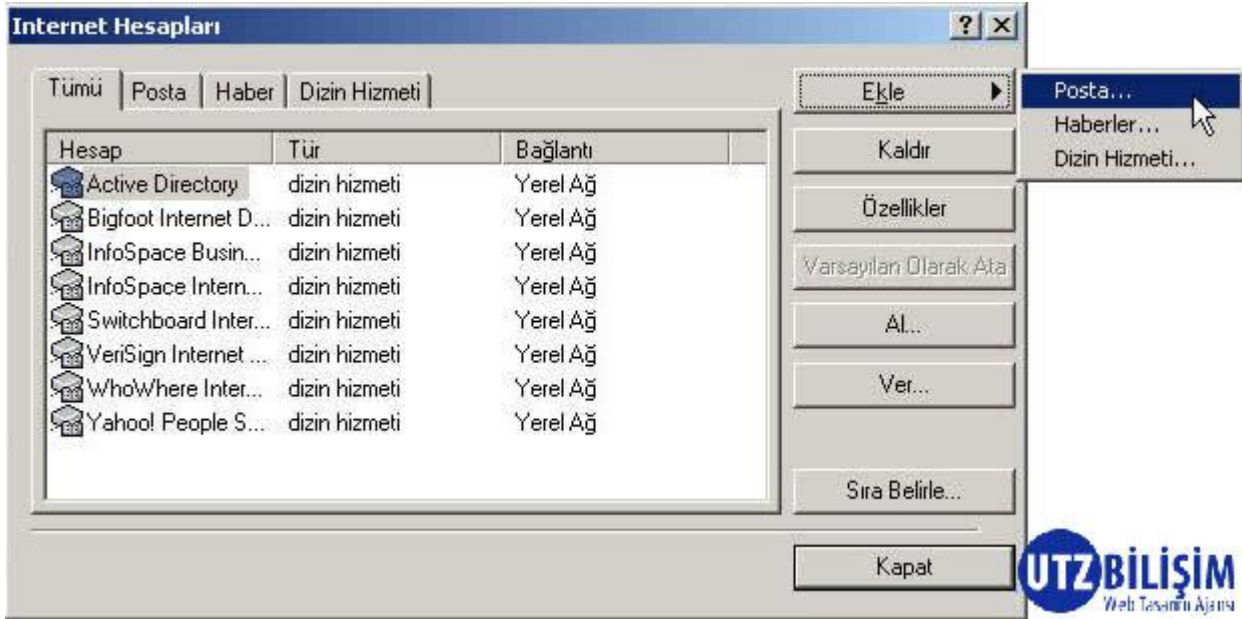 Internet Hesapları
Tümü Posta Haber Dizin Hizmeti
Hesap Tür Bağlantı
Active Directory dizin hizmeti Yerel Ağ
Bigfoot Internet D... dizin hizmeti Yerel Ağ
InfoSpace Busin... dizin hizmeti Yerel Ağ
InfoSpace Intern... dizin hizmeti Yerel Ağ
Switchboard Inter... dizin hizmeti Yerel Ağ
VeriSign Internet ... dizin hizmeti Yerel Ağ
WhoWhere Inter... dizin hizmeti Yerel Ağ
Yahoo! People S... dizin hizmeti Yerel Ağ
Ekle
Kaldır
Özellikler
Varsayılan Olarak Ata
Al...
Ver...
Sıra Belirle...
Kapat
Posta...
Haberler...
Dizin Hizmeti...
UTZ BİLİŞİM
Web Tasarım Ajansı